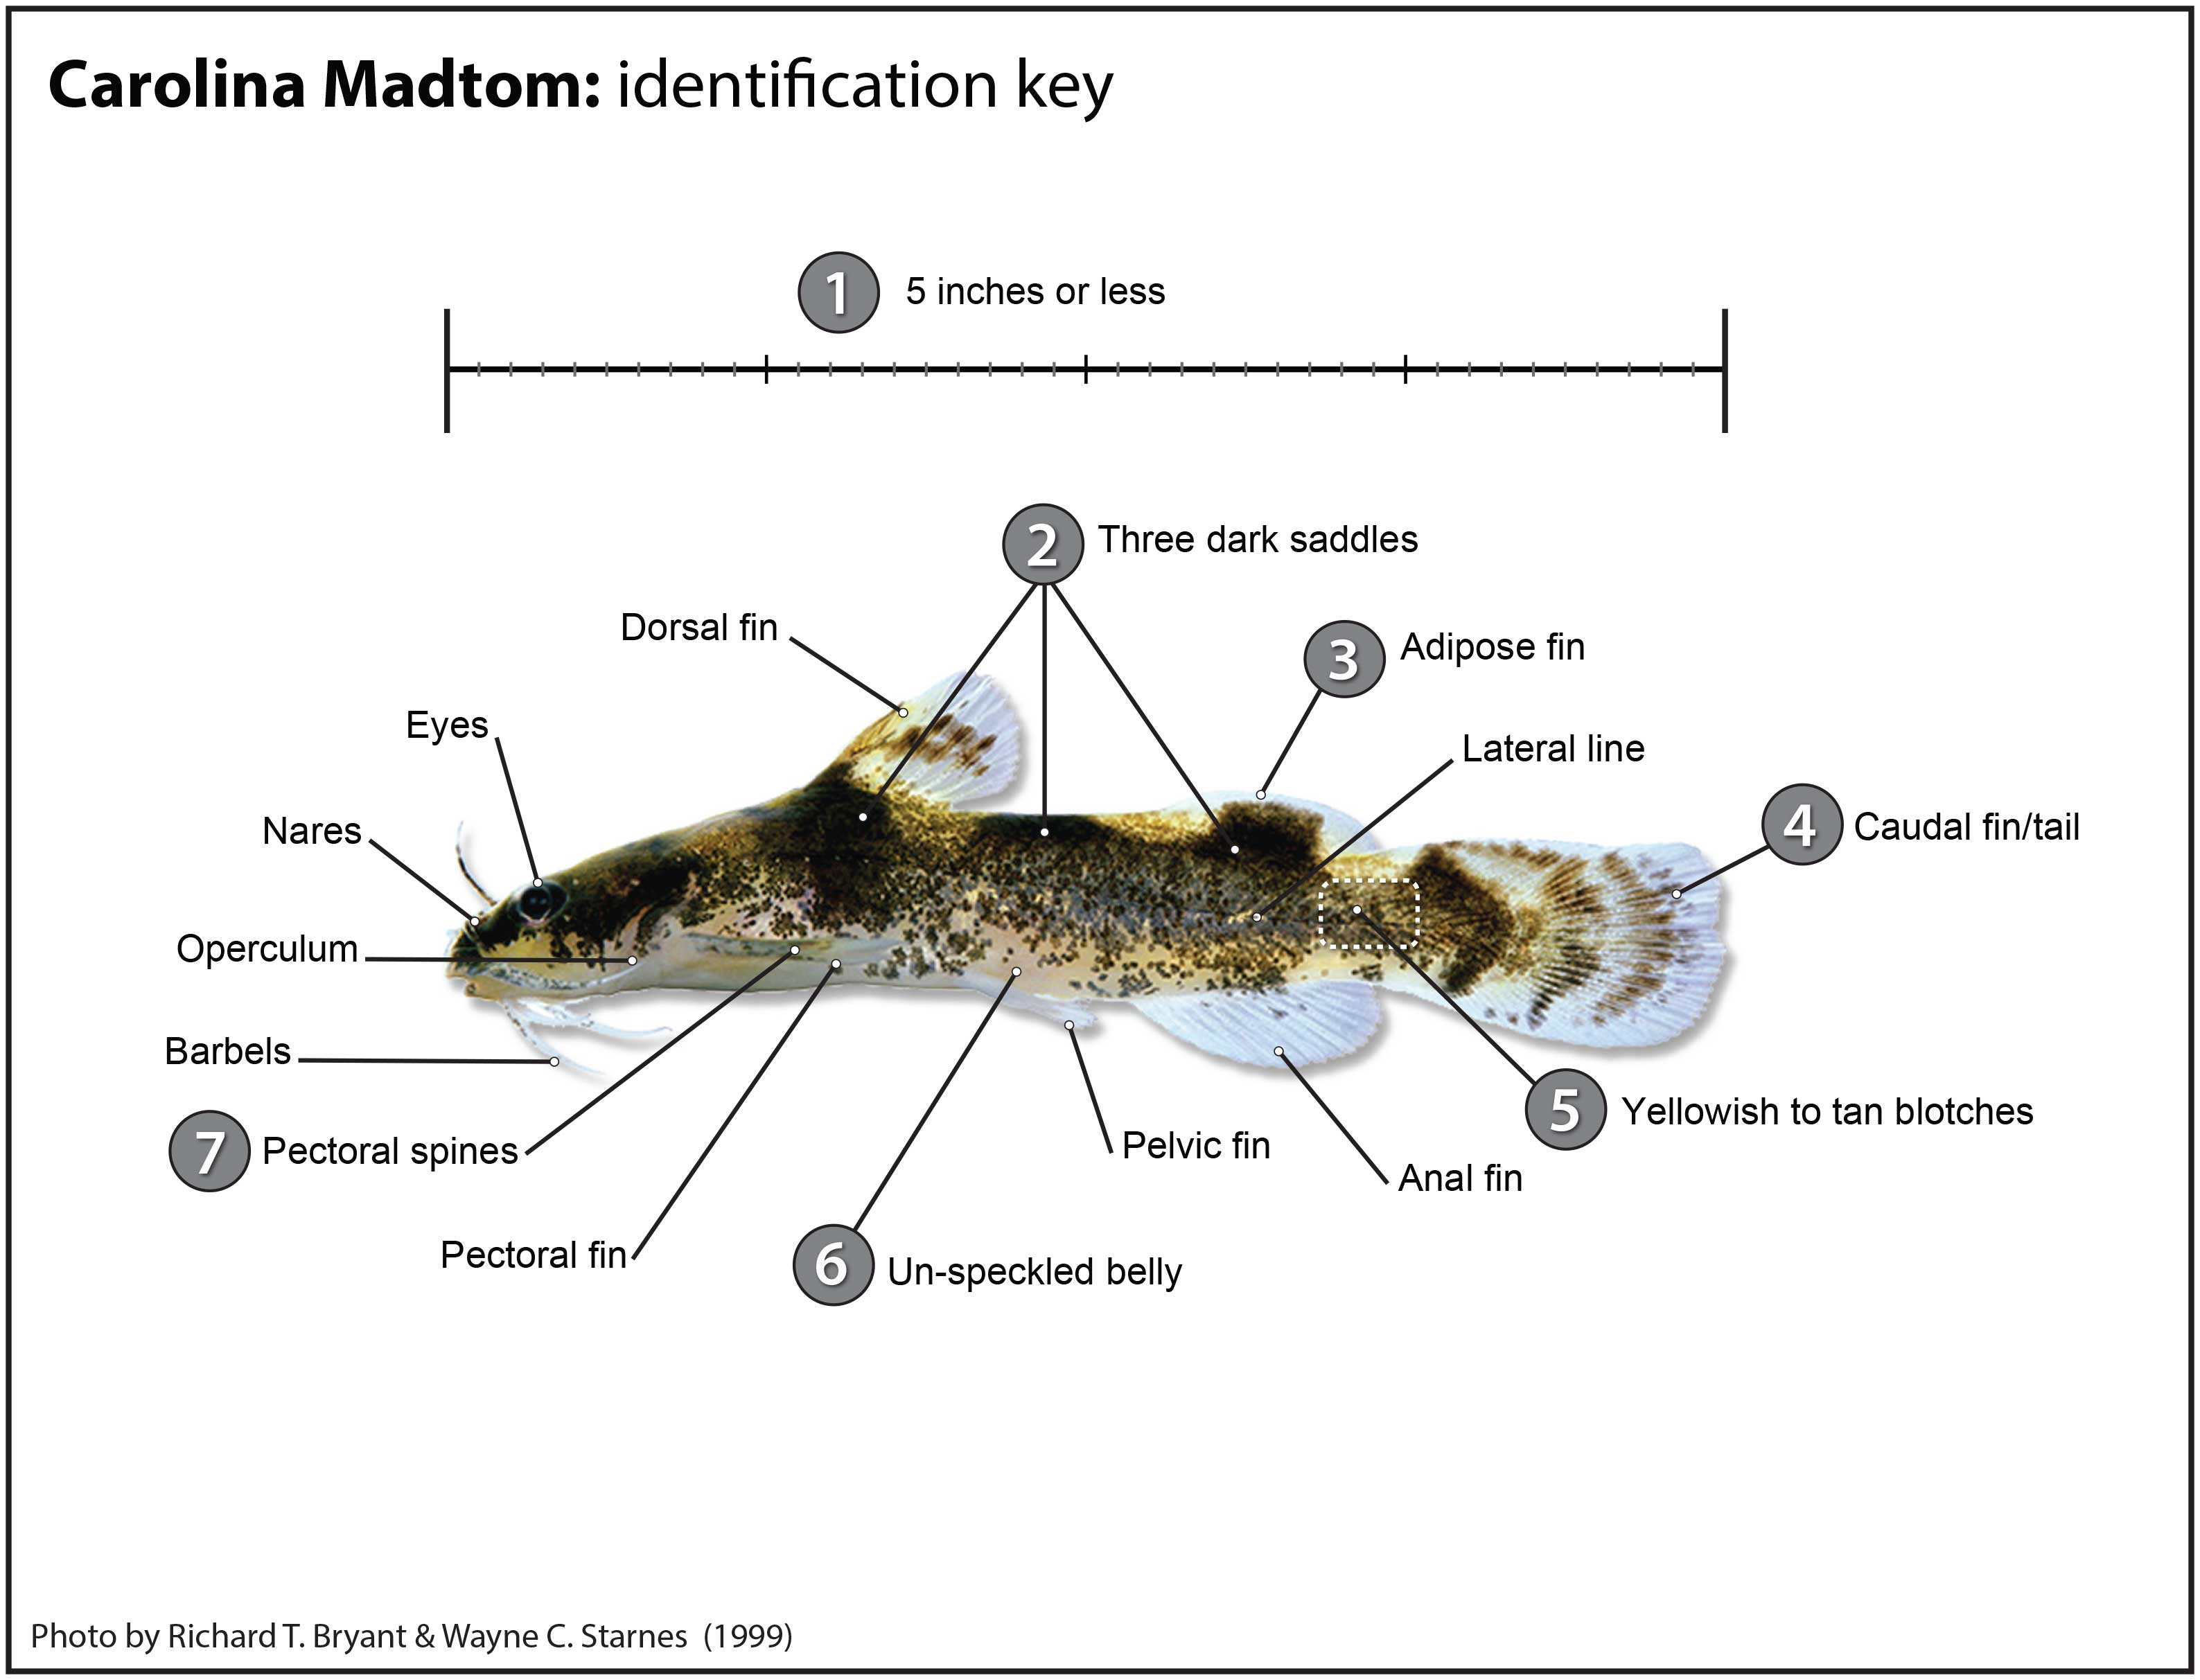 Carolina Madtom: identification key
1 5 inches or less
2 Three dark saddles
Dorsal fin
3 Adipose fin
Eyes
Lateral line
Nares
4 Caudal fin/tail
Operculum
Barbels
5 Yellowish to tan blotches
7 Pectoral spines
Pelvic fin
Anal fin
Pectoral fin
6 Un-speckled belly
Photo by Richard T. Bryant & Wayne C. Starnes (1999)